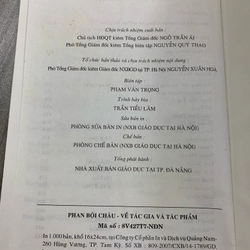 Chịu trách nhiệm xuất bản :
Chủ tịch HĐQT kiêm Tổng Giám đốc NGÔ TRẦN ÁI
Phó Tổng Giám đốc kiêm Tổng biên tập NGUYỄN QUÝ THAO
Tổ chức bản thảo và chịu trách nhiệm nội dung
Phó Tổng Giám đốc kiêm Giám đốc NXBGD tại TP. Hà Nội NGUYỄN XUÂN HOÀ
Biên tập :
PHẠM VĂN TRỌNG
Trình bày bìa
TRẦN TIỂU LÂM
Sửa bản in
PHÒNG SỬA BẢN IN (NXB GIÁO DỤC TẠI HÀ NỘI)
Chế bản :
PHÒNG CHẾ BẢN (NXB GIÁO DỤC TẠI HÀ NỘI)
Tổng phát hành :
NHÀ XUẤT BẢN GIÁO DỤC TẠI TP. ĐÀ NẴNG
PHAN BỘI CHÂU - VỀ TÁC GIA VÀ TÁC PHẨM
Mã số : 8V427T7-NĐN
In 1.000 bản, khổ 16x24cm, tại Công ty Cổ phần In và Dịch vụ Quảng Nam-
260 Hùng Vương, TP. Tam Kỳ. Số XB : 809-2007/CXB/14-1789/GD.